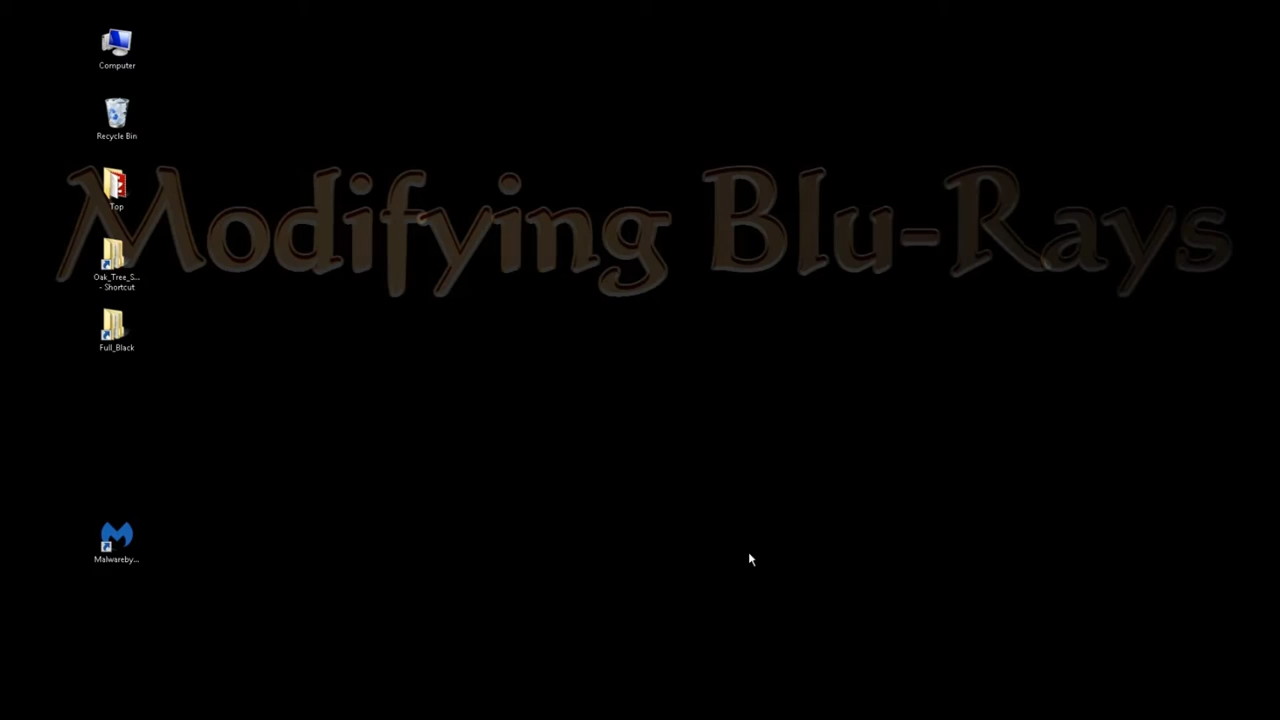 Computer
Recycle Bin
Modifying Blu-Rays
Top
Oak_Tree_S...
- Shortcut
Full_Black
Malwareby...